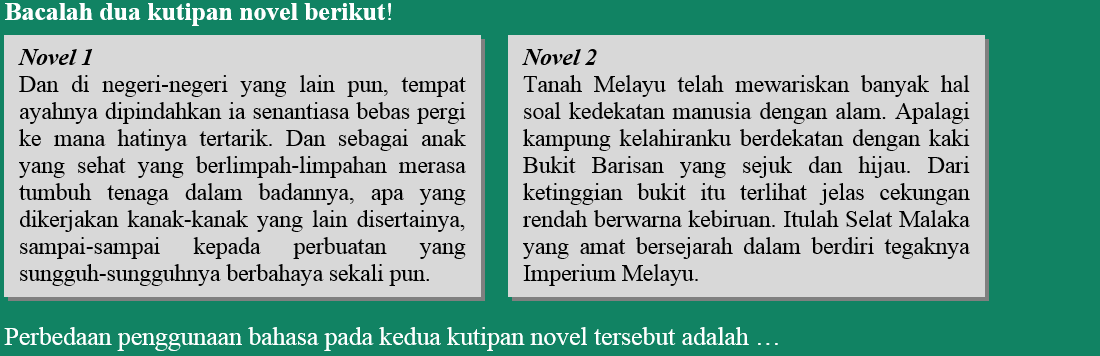 Bacalah dua kutipan novel berikut!
Novel 1
Dan di negeri-negeri yang lain pun, tempat
ayahnya dipindahkan ia senantiasa bebas pergi
ke mana hatinya tertarik. Dan sebagai anak
yang sehat yang berlimpah-limpahan merasa
tumbuh tenaga dalam badannya, apa yang
dikerjakan kanak-kanak yang lain disertainya,
sampai-sampai kepada perbuatan yang
sungguh-sungguhnya berbahaya sekali pun.
Novel 2
Tanah Melayu telah mewariskan banyak hal
soal kedekatan manusia dengan alam. Apalagi
kampung kelahiranku berdekatan dengan kaki
Bukit Barisan yang sejuk dan hijau. Dari
ketinggian bukit itu terlihat jelas cekungan
rendah berwarna kebiruan. Itulah Selat Malaka
yang amat bersejarah dalam berdiri tegaknya
Imperium Melayu.
Perbedaan penggunaan bahasa pada kedua kutipan novel tersebut adalah …